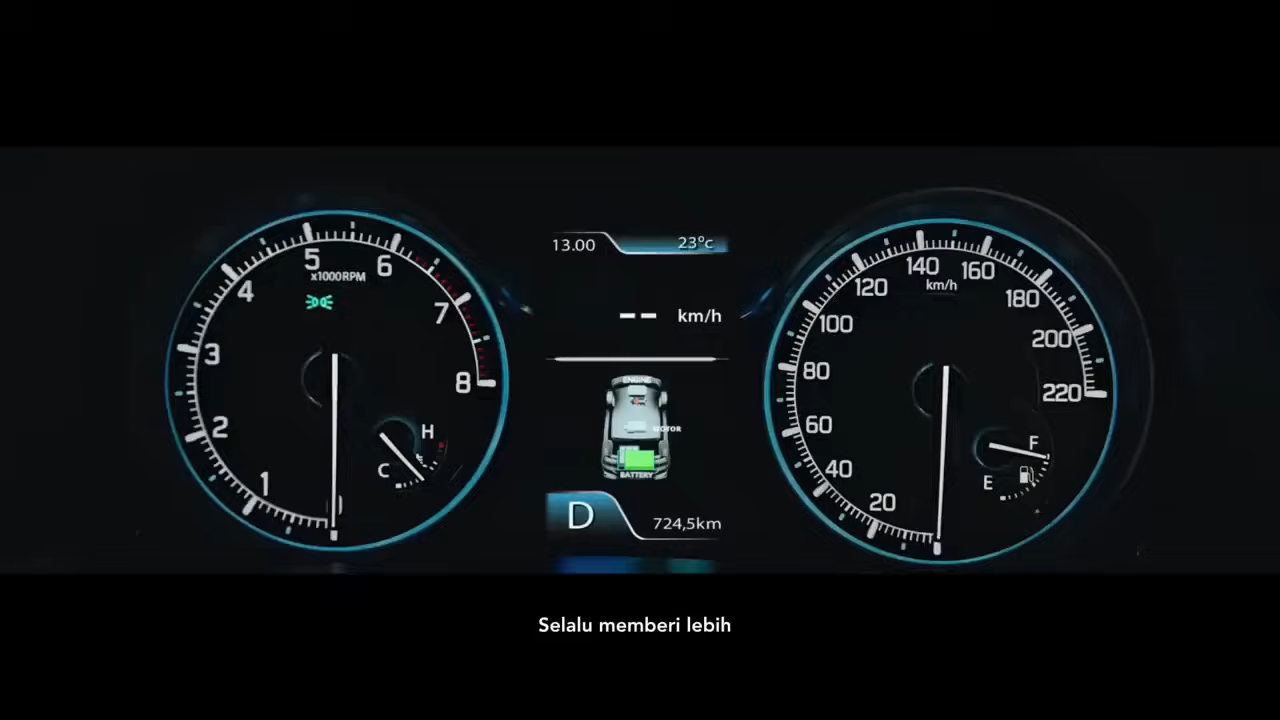 5
6
x1000RPM
4
7
3
8
2
H
C
1
13.00
23°c
-- km/h
ENGINE
MOTOR
BATTERY
D
724,5km
140
160
km/h
120
180
100
200
80
220
60
F
40
E
20
Selalu memberi lebih